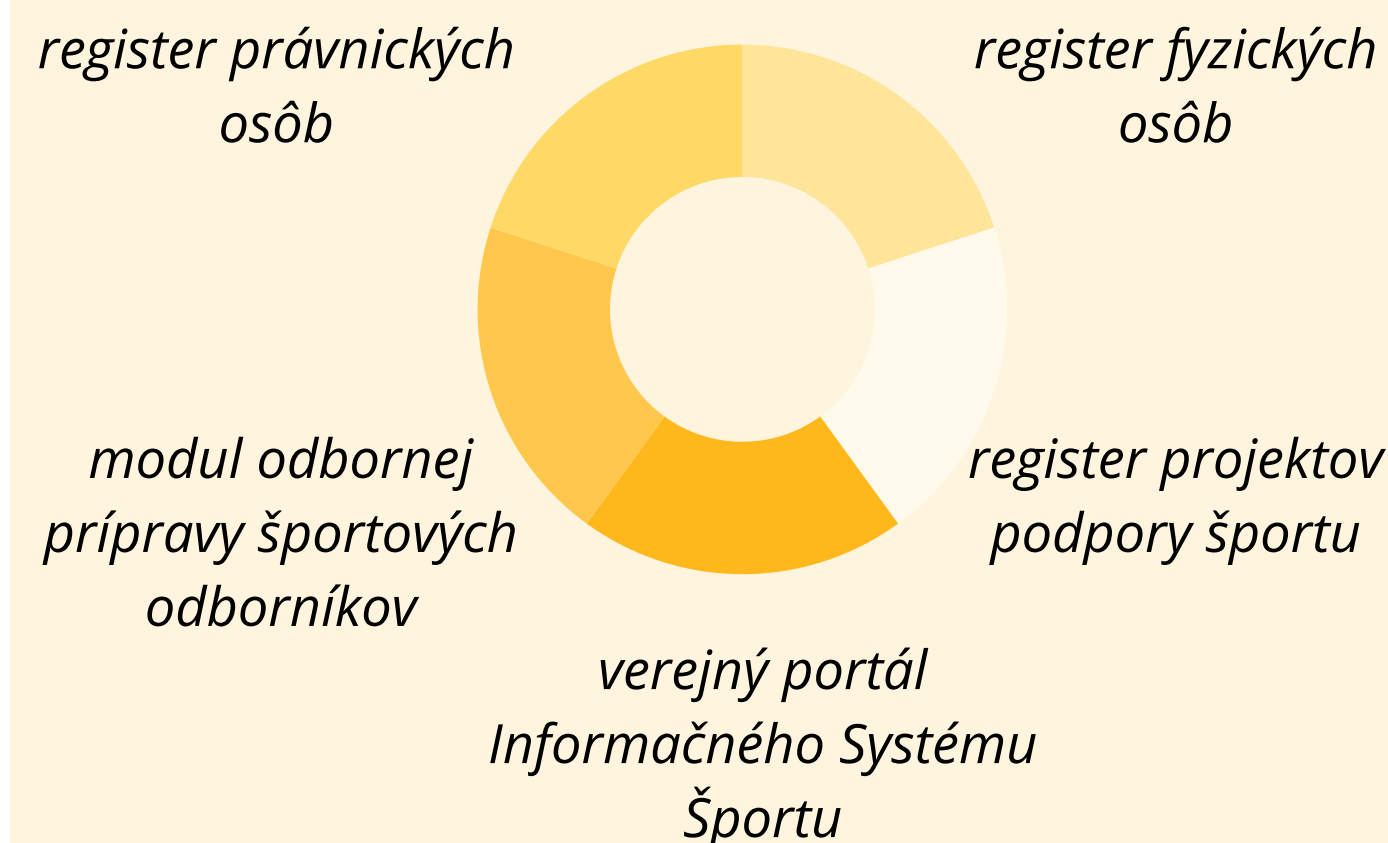 register právnických
osôb
register fyzických
osôb
modul odbornej
prípravy športových
odborníkov
register projektov
podpory športu
verejný portál
Informačného Systému
Športu